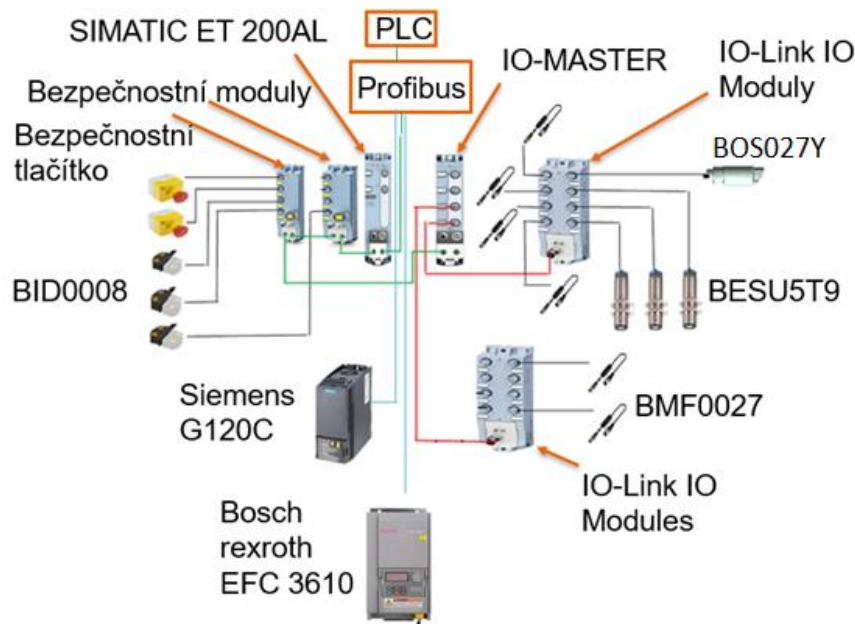 SIMATIC ET 200AL
PLC
Profibus
IO-MASTER
IO-Link IO
Moduly
Bezpečnostní moduly
Bezpečnostní
tlačítko
BOS027Y
BID0008
BESU5T9
Siemens
G120C
BMF0027
IO-Link IO
Modules
Bosch
rexroth
EFC 3610